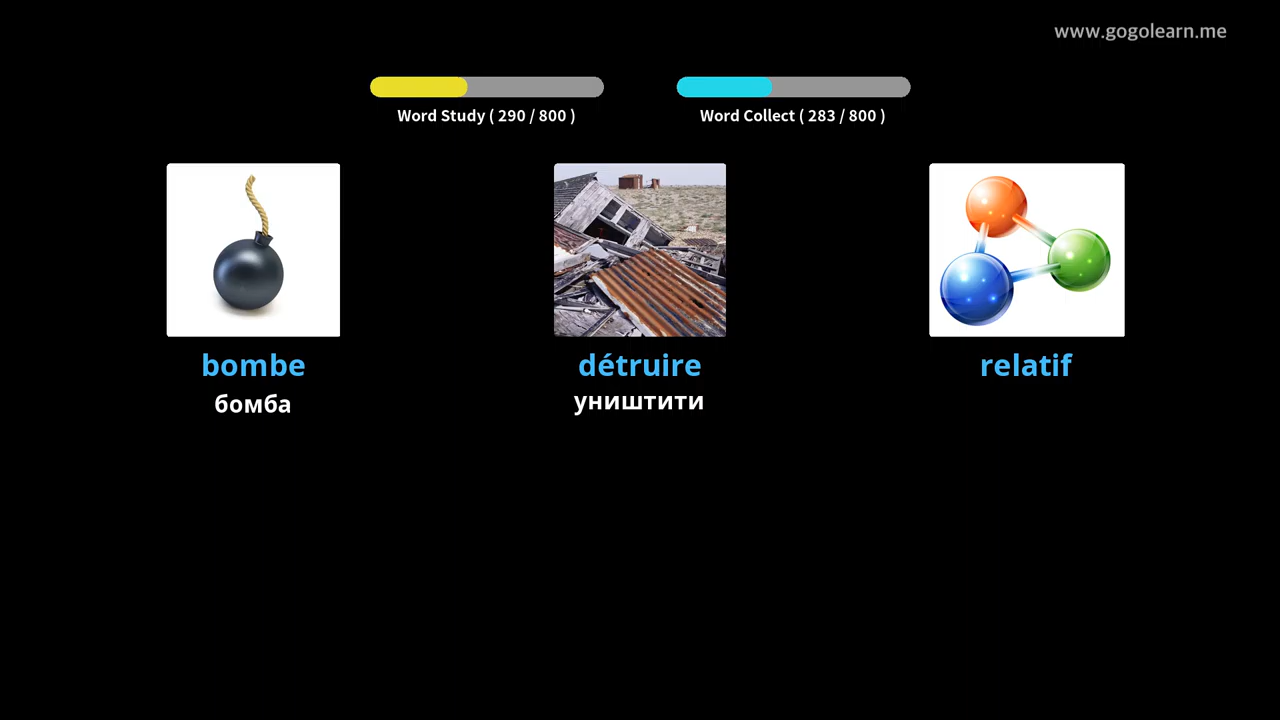 www.gogolearn.me
Word Study ( 290 / 800 )
Word Collect ( 283 / 800 )
bombe
détruire
relatif
бомба
уништити